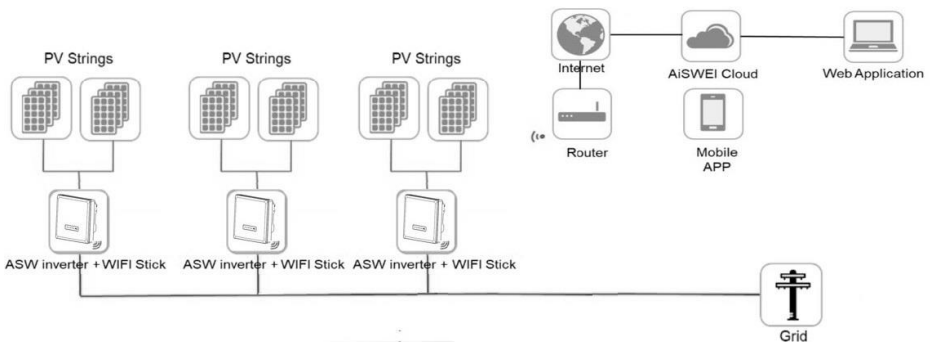 PV Strings
PV Strings
PV Strings
Internet
AiSWEI Cloud
Web Application
Router
Mobile
APP
ASW inverter + WIFI Stick
ASW inverter + WIFI Stick
ASW inverter + WIFI Stick
Grid